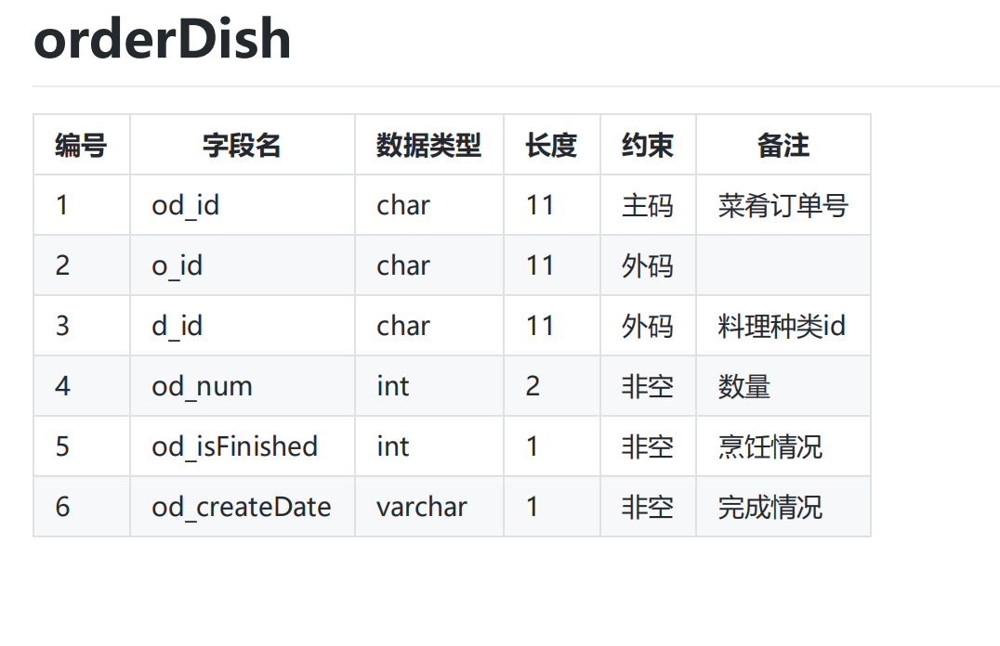 orderDish
编号 字段名 数据类型 长度 约束 备注
1 od_id char 11 主码 菜肴订单号
2 o_id char 11 外码
3 d_id char 11 外码 料理种类id
4 od_num int 2 非空 数量
5 od_isFinished int 1 非空 烹饪情况
6 od_createDate varchar 1 非空 完成情况